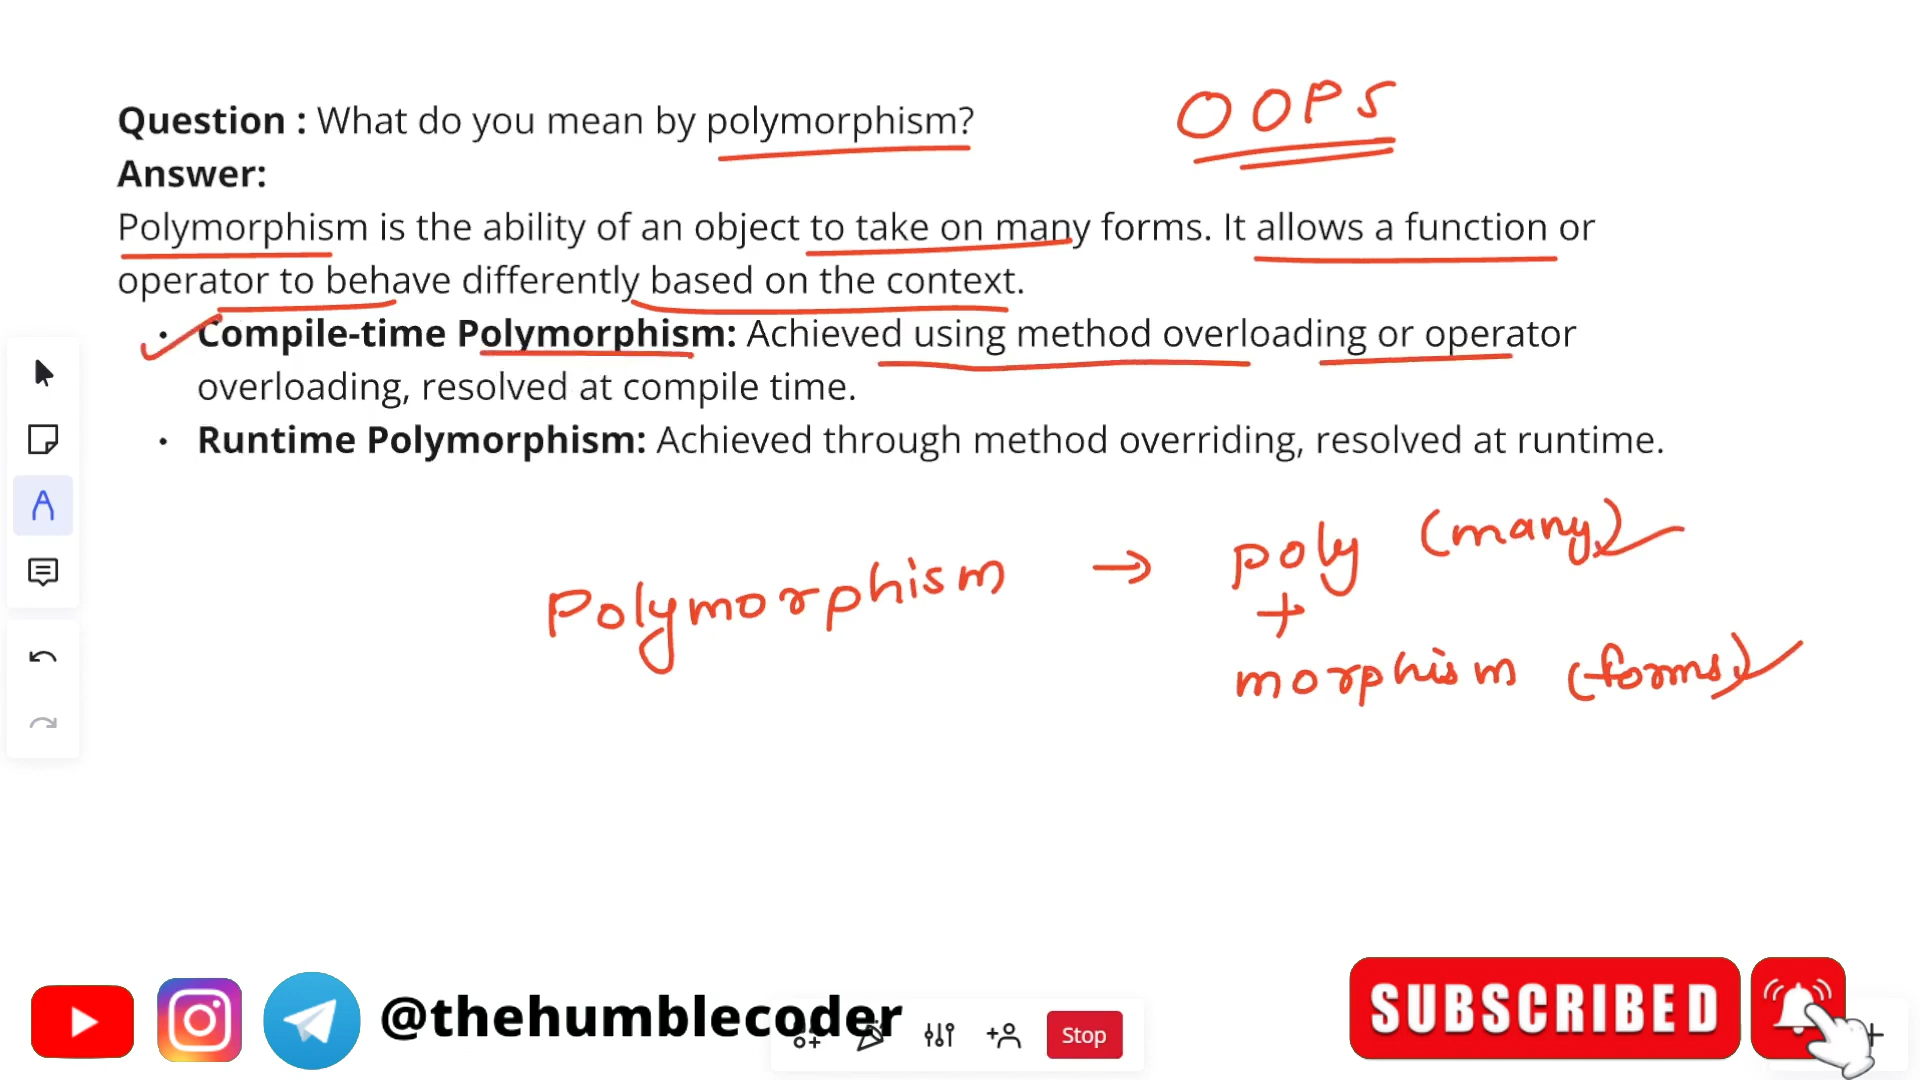 Question : What do you mean by polymorphism?
OOPS
Answer:
Polymorphism is the ability of an object to take on many forms. It allows a function or
operator to behave differently based on the context.
• Compile-time Polymorphism: Achieved using method overloading or operator
overloading, resolved at compile time.
• Runtime Polymorphism: Achieved through method overriding, resolved at runtime.
Polymorphism → poly (many)
+
morphism (forms)
@thehumblecoder
Stop
SUBSCRIBED